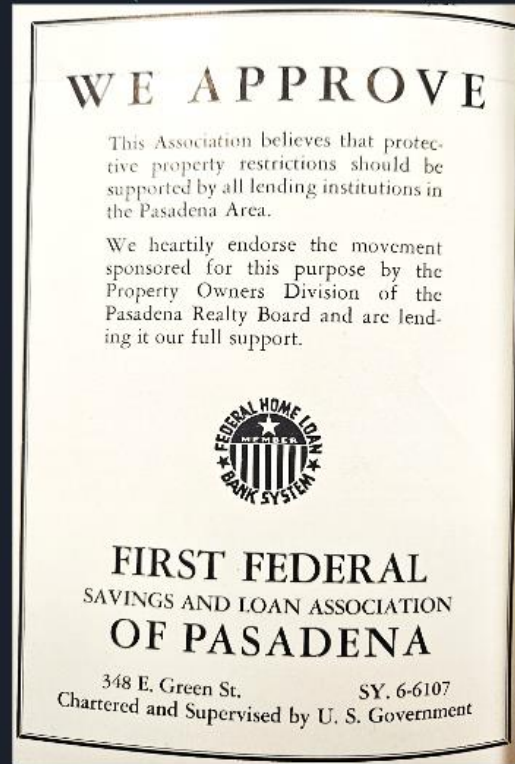 WE APPROVE
This Association believes that protec-
tive property restrictions should be
supported by all lending institutions in
the Pasadena Area.
We heartily endorse the movement
sponsored for this purpose by the
Property Owners Division of the
Pasadena Realty Board and are lend-
ing it our full support.
FEDERAL HOME LOAN
MEMBER
BANK SYSTEM
FIRST FEDERAL
SAVINGS AND LOAN ASSOCIATION
OF PASADENA
348 E. Green St. SY. 6-6107
Chartered and Supervised by U. S. Government